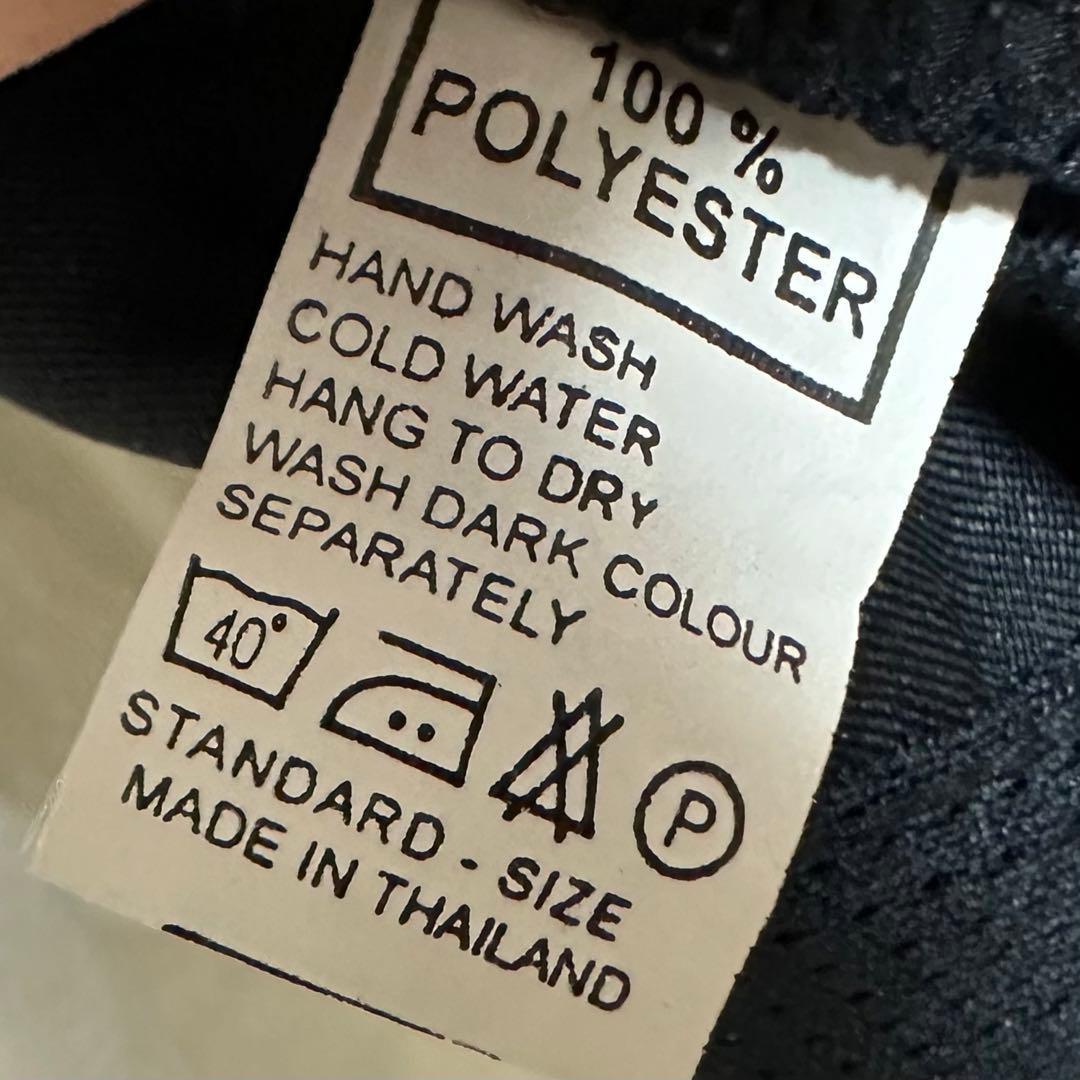 100 %
POLYESTER
HAND WASH
COLD WATER
HANG TO DRY
WASH DARK COLOUR
SEPARATELY
40°
P
STANDARD - SIZE
MADE IN THAILAND